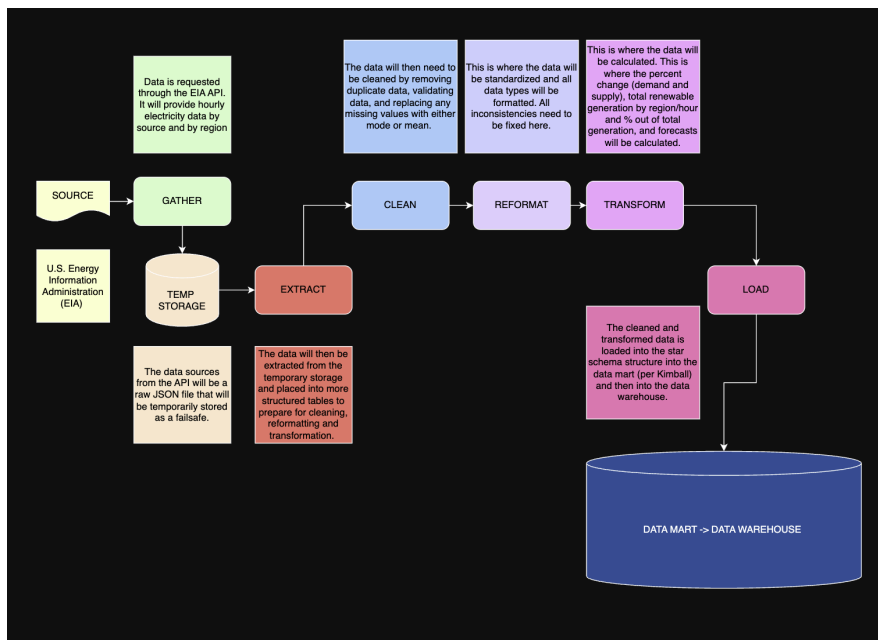 Data is requested
through the EIA API.
It will provide hourly
electricity data by
source and by region
The data will then need to
be cleaned by removing
duplicate data, validating
data, and replacing any
missing values with either
mode or mean.
This is where the data will
be standardized and all
data types will be
formatted. All
inconsistencies need to
be fixed here.
This is where the data will
be calculated. This is
where the percent
change (demand and
supply), total renewable
generation by region/hour
and % out of total
generation, and forecasts
will be calculated.
SOURCE
GATHER
CLEAN
REFORMAT
TRANSFORM
U.S. Energy
Information
Administration
(EIA)
TEMP
STORAGE
EXTRACT
LOAD
The data sources
from the API will be a
raw JSON file that will
be temporarily stored
as a failsafe.
The data will then be
extracted from the
temporary storage
and placed into more
structured tables to
prepare for cleaning,
reformatting and
transformation.
The cleaned and
transformed data is
loaded into the star
schema structure into the
data mart (per Kimball)
and then into the data
warehouse.
DATA MART -> DATA WAREHOUSE